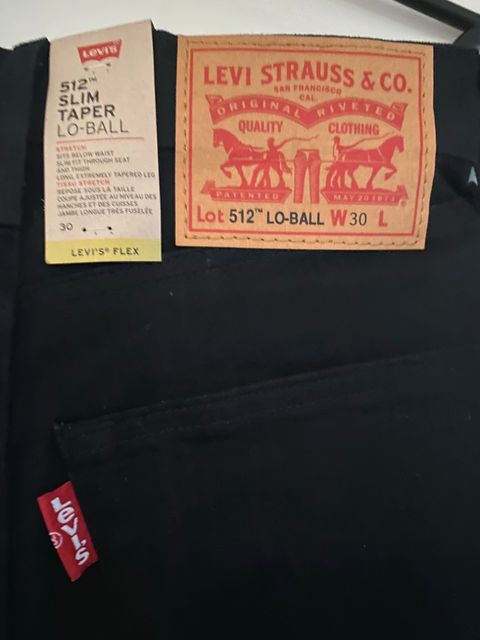 Levi's
512™
SLIM
TAPER
LO-BALL
STRETCH
SITS BELOW WAIST
SLIM FIT THROUGH SEAT
AND THIGH
LONG, EXTREMELY TAPERED LEG
TISSU STRETCH
REPOSE SOUS LA TAILLE
COUPE AJUSTÉE AU NIVEAU DES
HANCHES ET DES CUISSES
JAMBE LONGUE TRÈS FUSELÉE
30
LEVI'S® FLEX
LEVI STRAUSS & CO.
SAN FRANCISCO
CAL.
ORIGINAL RIVETED
QUALITY CLOTHING
PATENTED MAY 20 1873
Lot 512™ LO-BALL W 30 L
Levi's